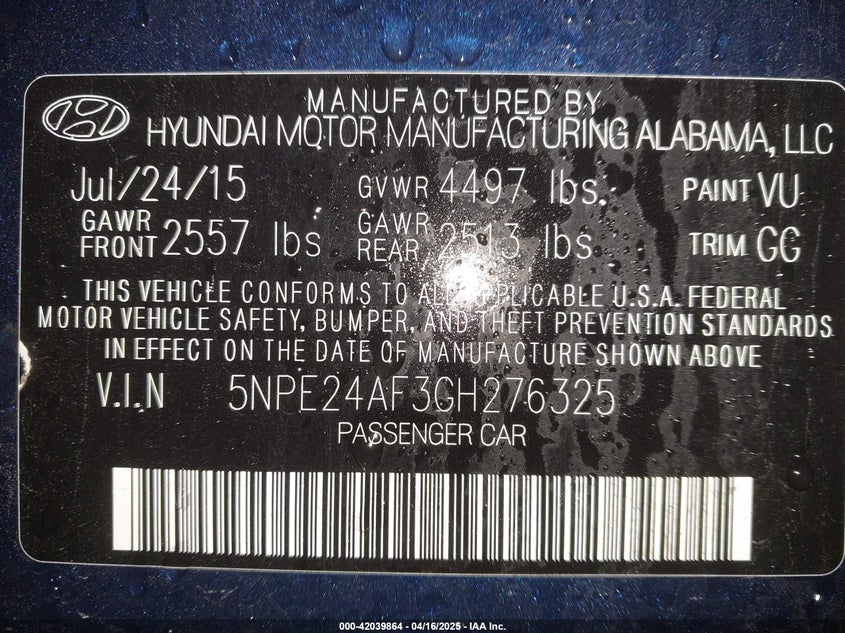 MANUFACTURED BY
HYUNDAI MOTOR MANUFACTURING ALABAMA, LLC
Jul/24/15 GVWR 4497 lbs. PAINT VU
GAWR FRONT 2557 lbs GAWR REAR 2513 lbs TRIM GG
THIS VEHICLE CONFORMS TO ALL APPLICABLE U.S.A. FEDERAL
MOTOR VEHICLE SAFETY, BUMPER, AND THEFT PREVENTION STANDARDS
IN EFFECT ON THE DATE OF MANUFACTURE SHOWN ABOVE
V.I.N 5NPE24AF3GH276325
PASSENGER CAR
000-42039864 - 04/16/2025 - IAA Inc.